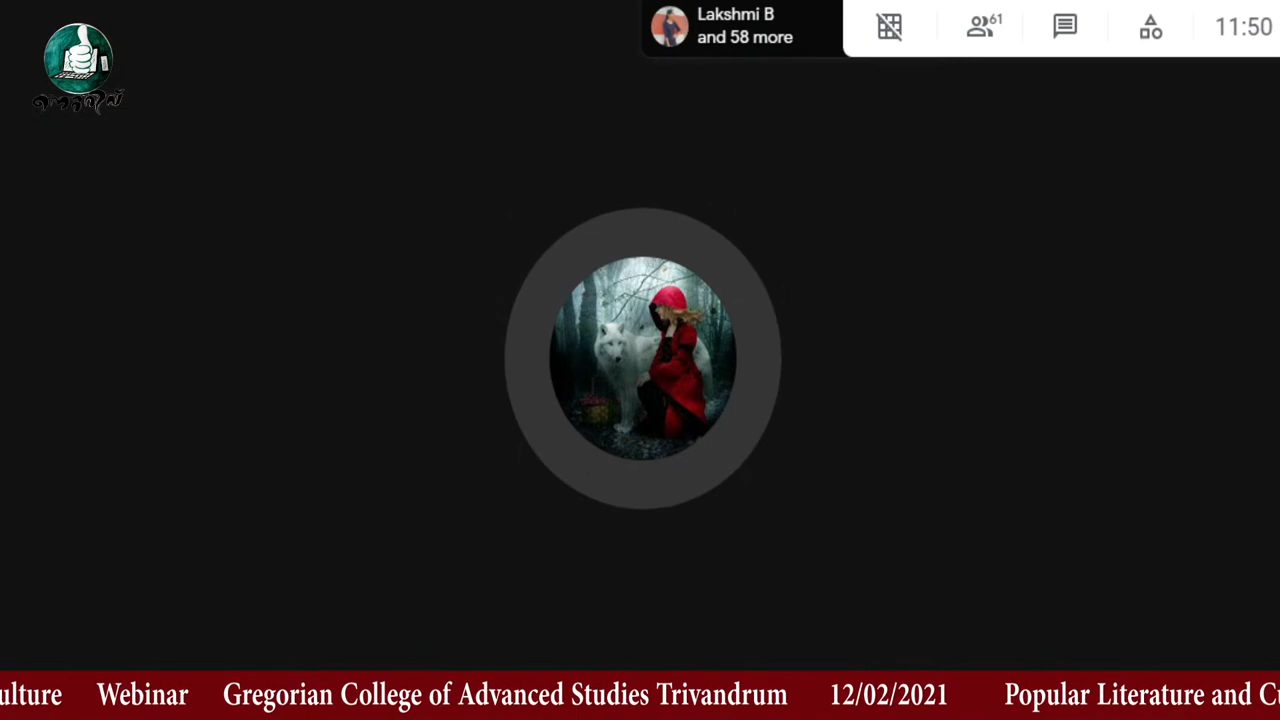 Lakshmi B
and 58 more
61
11:50
ulture Webinar Gregorian College of Advanced Studies Trivandrum 12/02/2021 Popular Literature and Cu